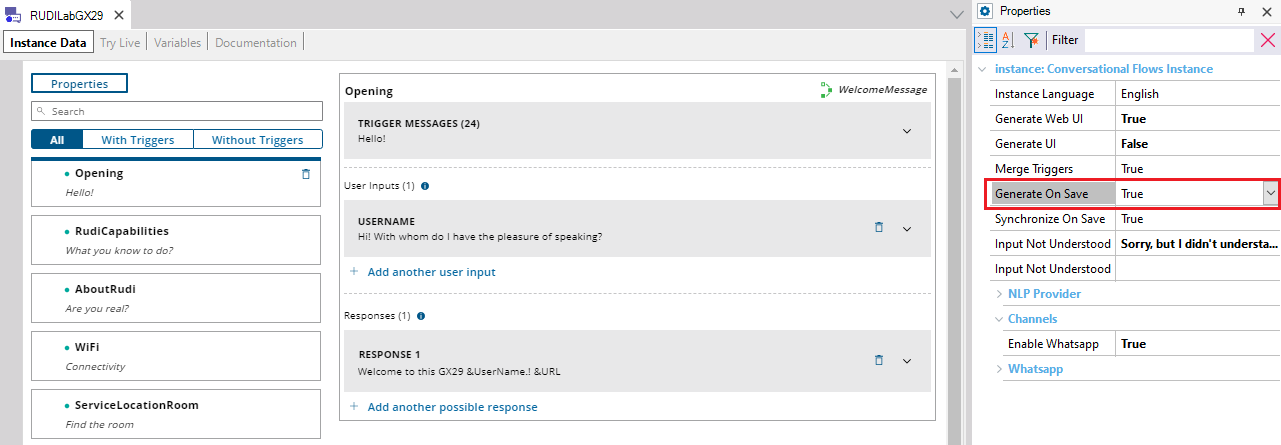 RUDILabGX29
Instance Data Try Live Variables Documentation
Properties
Search
All With Triggers Without Triggers
Opening
Hello!
RudiCapabilities
What you know to do?
AboutRudi
Are you real?
WiFi
Connectivity
ServiceLocationRoom
Find the room
Opening WelcomeMessage
TRIGGER MESSAGES (24)
Hello!
User Inputs (1)
USERNAME
Hi! With whom do I have the pleasure of speaking?
+ Add another user input
Responses (1)
RESPONSE 1
Welcome to this GX29 &UserName.! &URL
+ Add another possible response
Properties
Filter
instance: Conversational Flows Instance
Instance Language English
Generate Web UI True
Generate UI False
Merge Triggers True
Generate On Save True
Synchronize On Save True
Input Not Understood Sorry, but I didn't understa...
Input Not Understood
NLP Provider
Channels
Enable Whatsapp True
Whatsapp